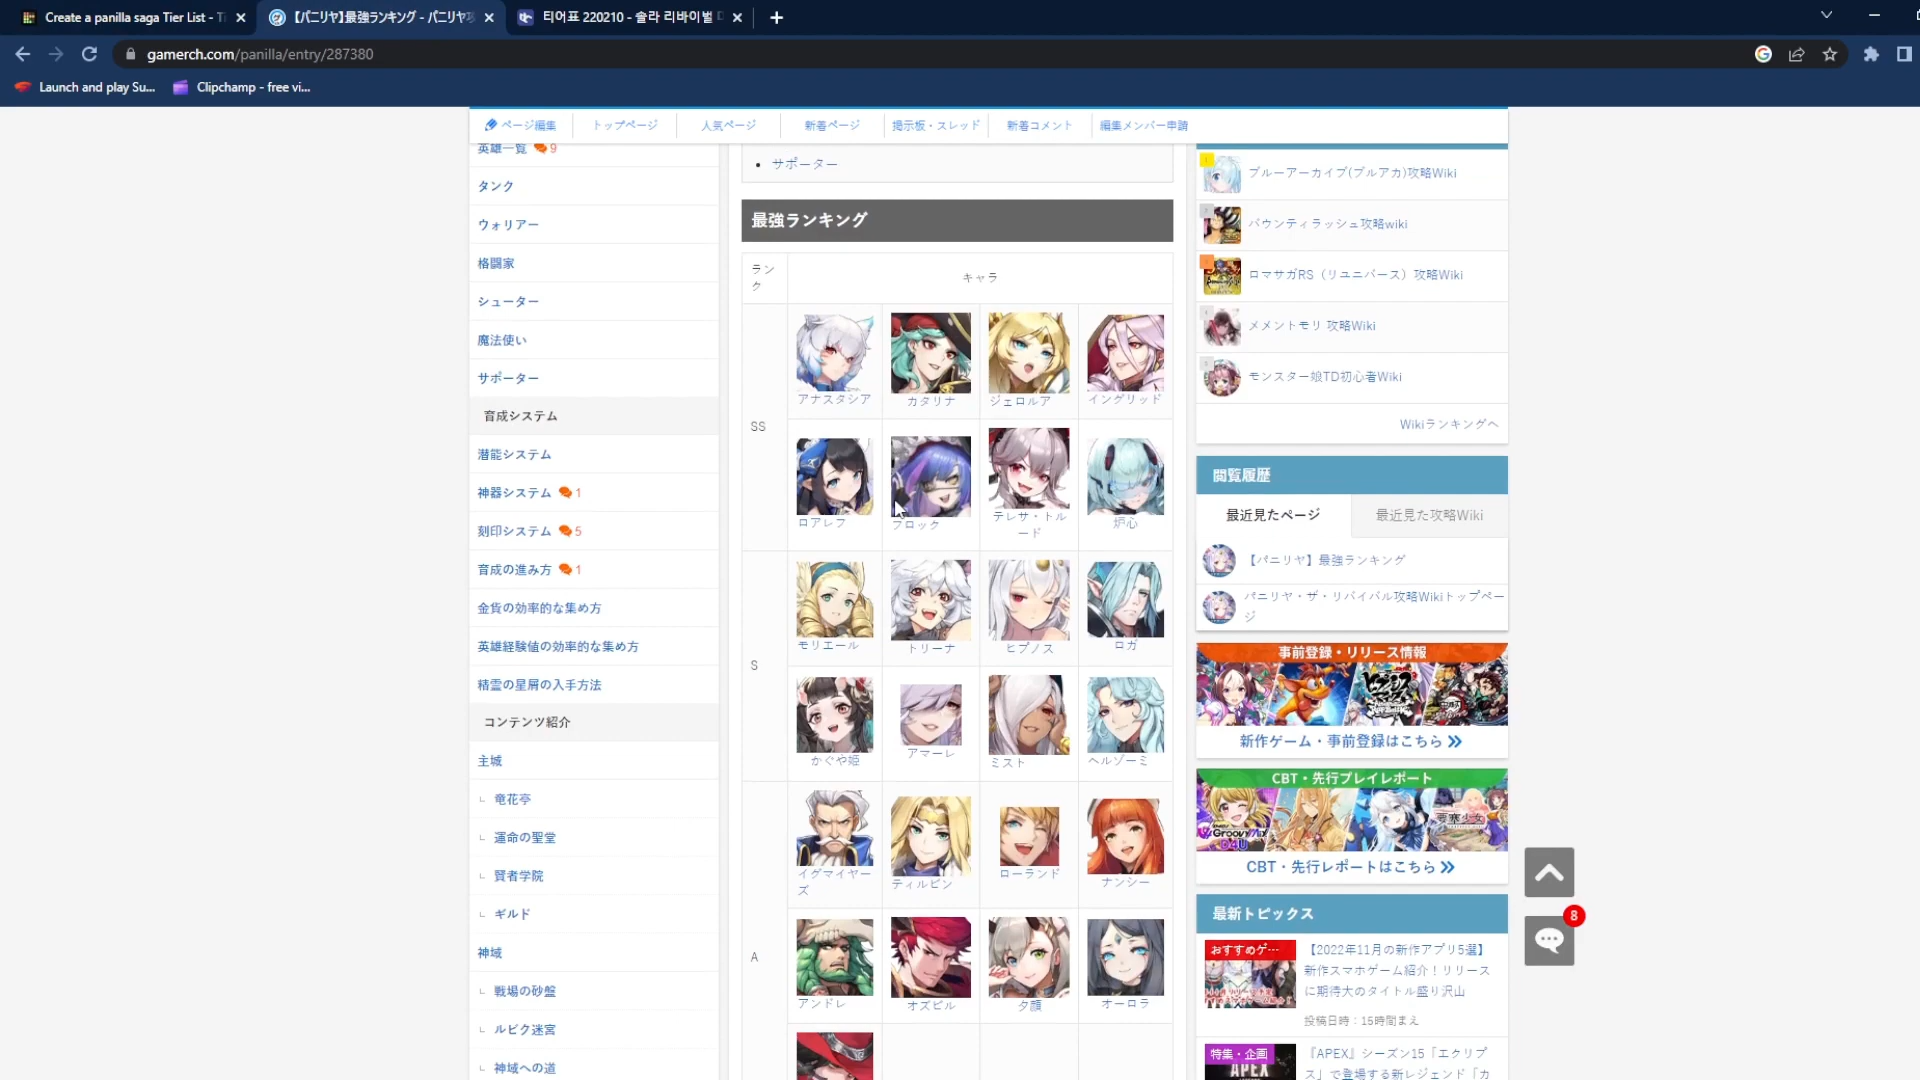 Create a panilla saga Tier List - Ti
【パニリヤ】最強ランキング - パニリヤ攻
티어표 220210 - 솔라 리바이벌
gamerch.com/panilla/entry/287380
Launch and play Su...
Clipchamp - free vi...
ページ編集
トップページ
人気ページ
新着ページ
掲示板・スレッド
新着コメント
編集メンバー申請
英雄一覧 9
タンク
ウォリアー
格闘家
シューター
魔法使い
サポーター
育成システム
潜能システム
神器システム 1
刻印システム 5
育成の進み方 1
金貨の効率的な集め方
英雄経験値の効率的な集め方
精霊の星屑の入手方法
コンテンツ紹介
主城
竜花亭
運命の聖堂
賢者学院
ギルド
神域
戦場の砂盤
ルビク迷宮
神域への道
サポーター
最強ランキング
ラン
ク
キャラ
SS
アナスタシア
カタリナ
ジェロルア
イングリッド
ロアレフ
ブロック
テレサ・トル
ード
炉心
S
モリエール
トリーナ
ヒプノス
ロガ
かぐや姫
アマーレ
ミスト
ヘルゾーミ
A
イグマイヤー
ズ
ティルビン
ローランド
ナンシー
アンドレ
オズビル
夕顔
オーロラ
ブルーアーカイブ(ブルアカ)攻略Wiki
バウンティラッシュ攻略wiki
ロマサガRS（リユニバース）攻略Wiki
メメントモリ 攻略Wiki
モンスター娘TD初心者Wiki
Wikiランキングへ
閲覧履歴
最近見たページ
最近見た攻略Wiki
【パニリヤ】最強ランキング
パニリヤ・ザ・リバイバル攻略Wikiトップペー
ジ
事前登録・リリース情報
新作ゲーム・事前登録はこちら
CBT・先行プレイレポート
GroovyMix
D4U
要塞少女
CBT・先行レポートはこちら
最新トピックス
おすすめゲ…
【2022年11月の新作アプリ5選】
新作スマホゲーム紹介！リリース
に期待大のタイトル盛り沢山
投稿日時：15時間まえ
特集・企画
APEX
『APEX』シーズン15「エクリプ
ス」で登場する新レジェンド「カ
8